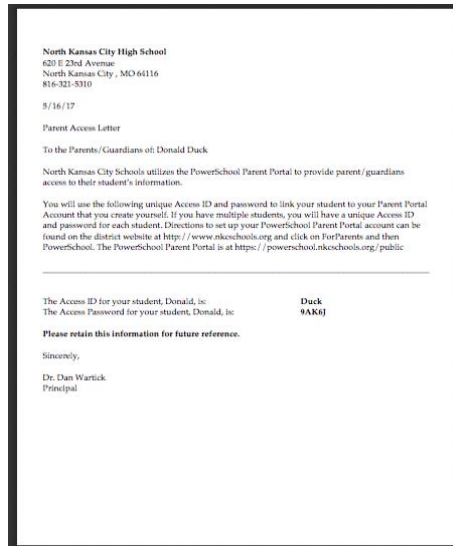 North Kansas City High School
620 E 23rd Avenue
North Kansas City , MO 64116
816-321-5310
5/16/17
Parent Access Letter
To the Parents/Guardians of: Donald Duck
North Kansas City Schools utilizes the PowerSchool Parent Portal to provide parent/guardians
access to their student's information.
You will use the following unique Access ID and password to link your student to your Parent Portal
Account that you create yourself. If you have multiple students, you will have a unique Access ID
and password for each student. Directions to set up your PowerSchool Parent Portal account can be
found on the district website at http://www.nkcschools.org and click on ForParents and then
PowerSchool. The PowerSchool Parent Portal is at https://powerschool.nkcschools.org/public
The Access ID for your student, Donald, is: Duck
The Access Password for your student, Donald, is: 9AK6J
Please retain this information for future reference.
Sincerely,
Dr. Dan Wartick
Principal